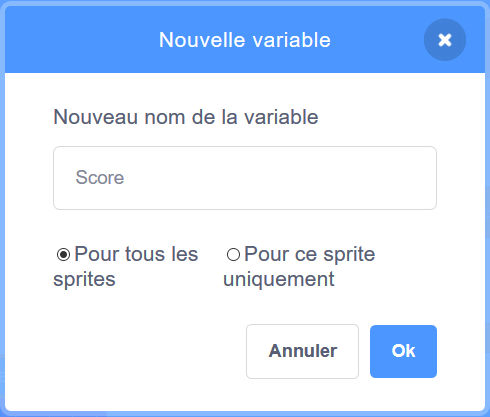 Nouvelle variable
Nouveau nom de la variable
Score
Pour tous les sprites
Pour ce sprite uniquement
Annuler
Ok